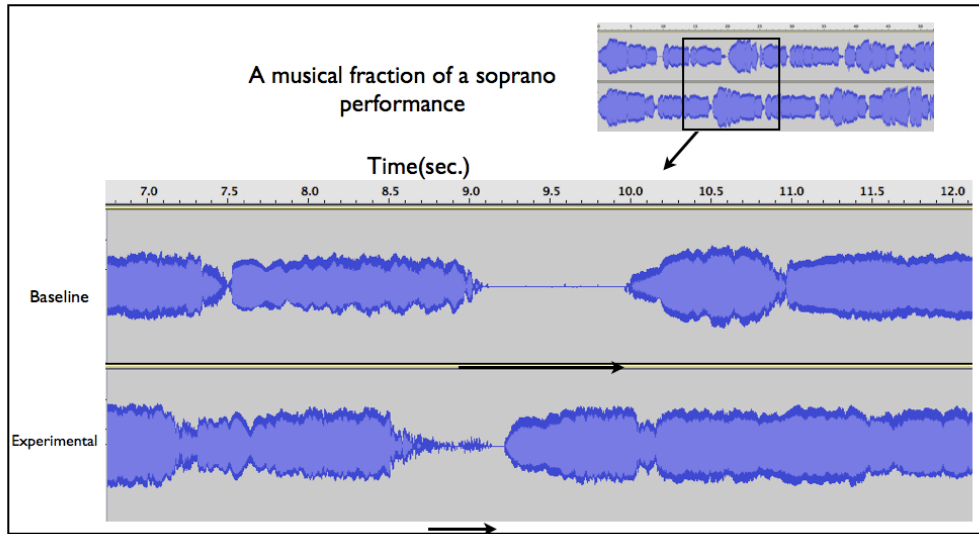 A musical fraction of a soprano
performance
Time(sec.)
7.0 7.5 8.0 8.5 9.0 9.5 10.0 10.5 11.0 11.5 12.0
Baseline
Experimental